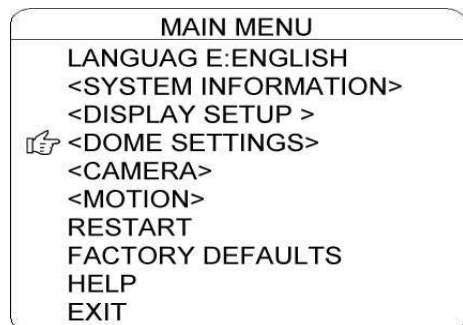 MAIN MENU
LANGUAG E:ENGLISH
<SYSTEM INFORMATION>
<DISPLAY SETUP >
<DOME SETTINGS>
<CAMERA>
<MOTION>
RESTART
FACTORY DEFAULTS
HELP
EXIT